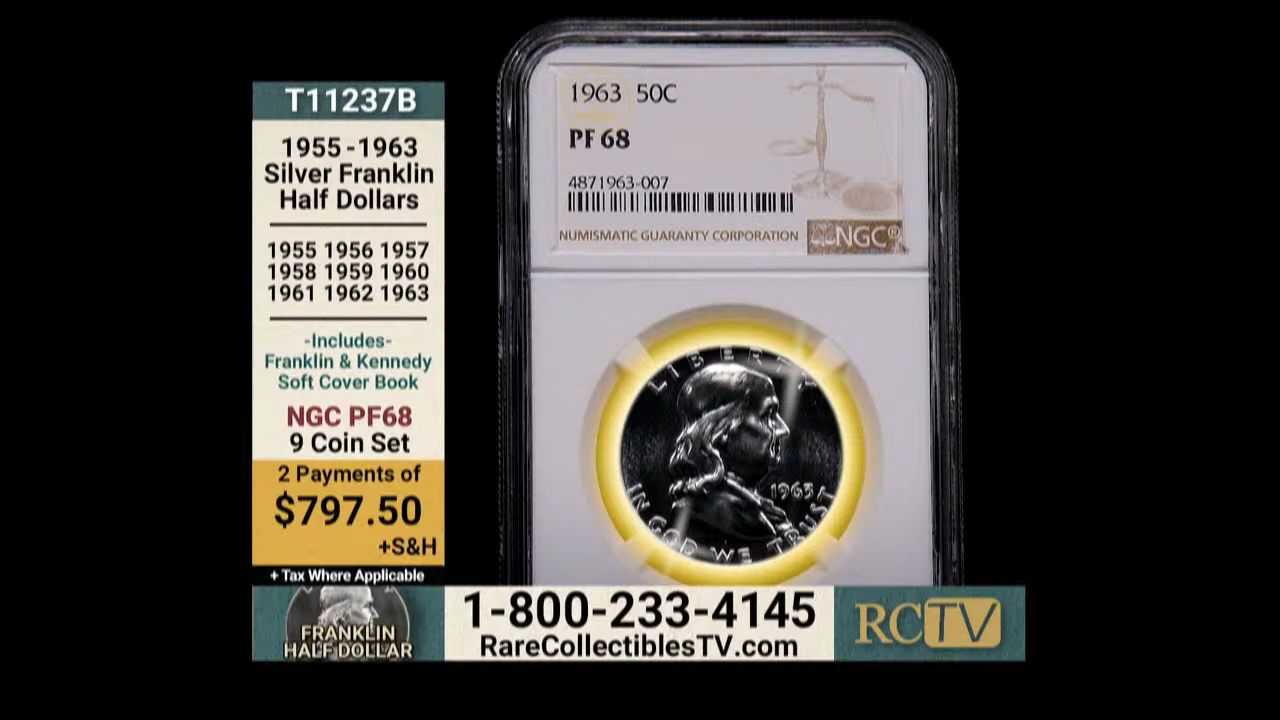 T11237B
1955-1963
Silver Franklin
Half Dollars
1955 1956 1957
1958 1959 1960
1961 1962 1963
-Includes-
Franklin & Kennedy
Soft Cover Book
NGC PF68
9 Coin Set
2 Payments of
$797.50
+S&H
+ Tax Where Applicable
FRANKLIN
HALF DOLLAR
1963 50C
PF 68
4871963-007
NUMISMATIC GUARANTY CORPORATION
NGC®
LIBERTY
1963
IN GOD WE TRUST
1-800-233-4145
RareCollectiblesTV.com
RCTV